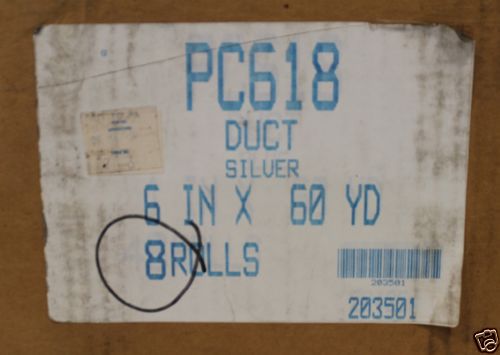 PC618
DUCT
SILVER
6 IN X 60 YD
8 ROLLS
203501
203501